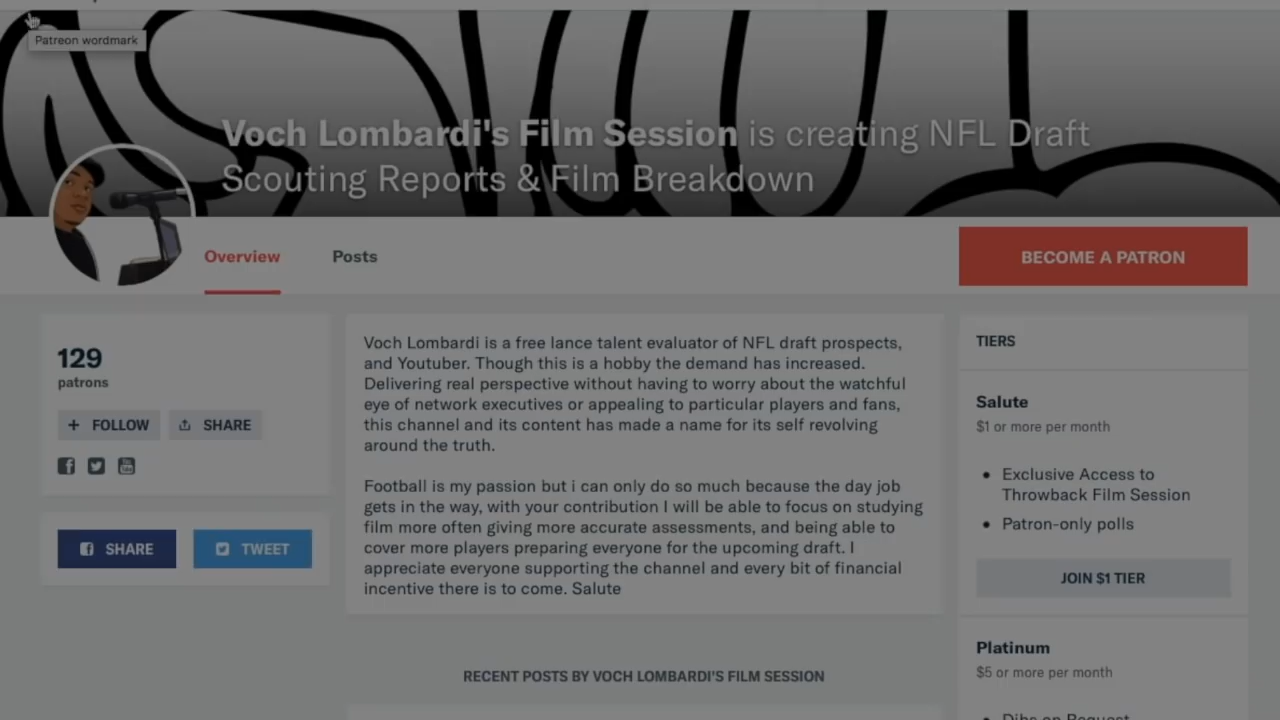 Patreon wordmark
Voch Lombardi's Film Session is creating NFL Draft
Scouting Reports & Film Breakdown
Overview
Posts
BECOME A PATRON
129
patrons
+ FOLLOW
SHARE
SHARE
TWEET
Voch Lombardi is a free lance talent evaluator of NFL draft prospects,
and Youtuber. Though this is a hobby the demand has increased.
Delivering real perspective without having to worry about the watchful
eye of network executives or appealing to particular players and fans,
this channel and its content has made a name for its self revolving
around the truth.
Football is my passion but i can only do so much because the day job
gets in the way, with your contribution I will be able to focus on studying
film more often giving more accurate assessments, and being able to
cover more players preparing everyone for the upcoming draft. I
appreciate everyone supporting the channel and every bit of financial
incentive there is to come. Salute
RECENT POSTS BY VOCH LOMBARDI'S FILM SESSION
TIERS
Salute
$1 or more per month
• Exclusive Access to
Throwback Film Session
• Patron-only polls
JOIN $1 TIER
Platinum
$5 or more per month
• Dibs on Request